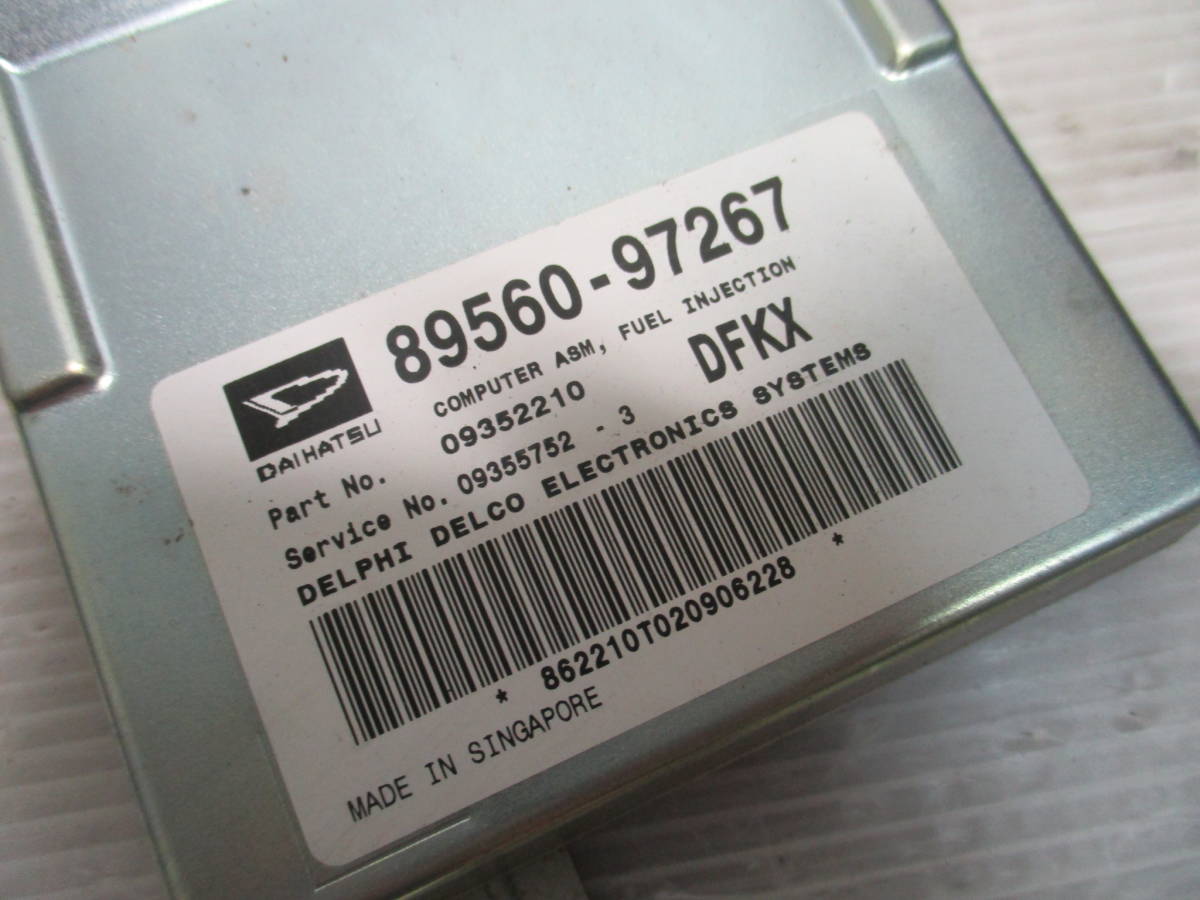 89560-97267
COMPUTER ASM, FUEL INJECTION
DAIHATSU
Part No. 09352210 DFKX
Service No. 09355752 - 3
DELPHI DELCO ELECTRONICS SYSTEMS
* 862210T020906228 *
MADE IN SINGAPORE